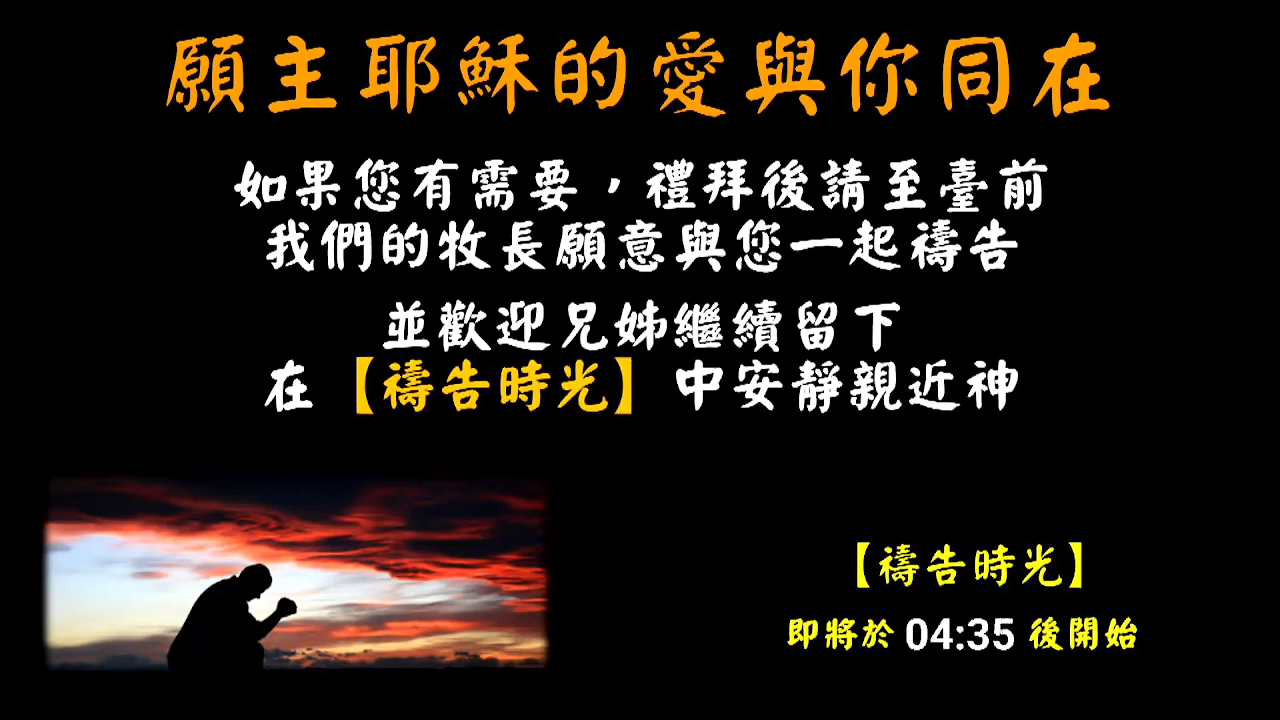 願主耶穌的愛與你同在
如果您有需要，禮拜後請至臺前
我們的牧長願意與您一起禱告
並歡迎兄姊繼續留下
在【禱告時光】中安靜親近神
【禱告時光】
即將於 04:35 後開始